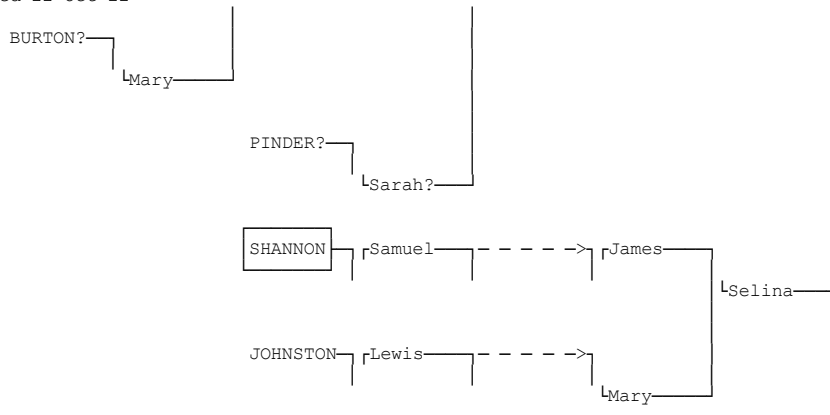 BURTON?
Mary
PINDER?
Sarah?
SHANNON Samuel - - - - -> James
Selina
JOHNSTON Lewis - - - - -> 
Mary